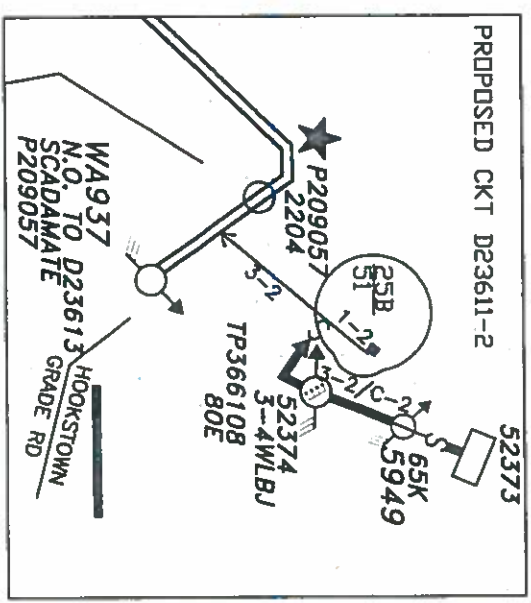 PROPOSED CKT D23611-2
52373
65K
5949
3-2/C-2
52374
3-4WLBJ
TP366108
80E
25B
51
1-2
3-2
P209057
2204
WA937
N.O. TO D23613
SCADAMATE
P209057
HOOKSTOWN
GRADE RD